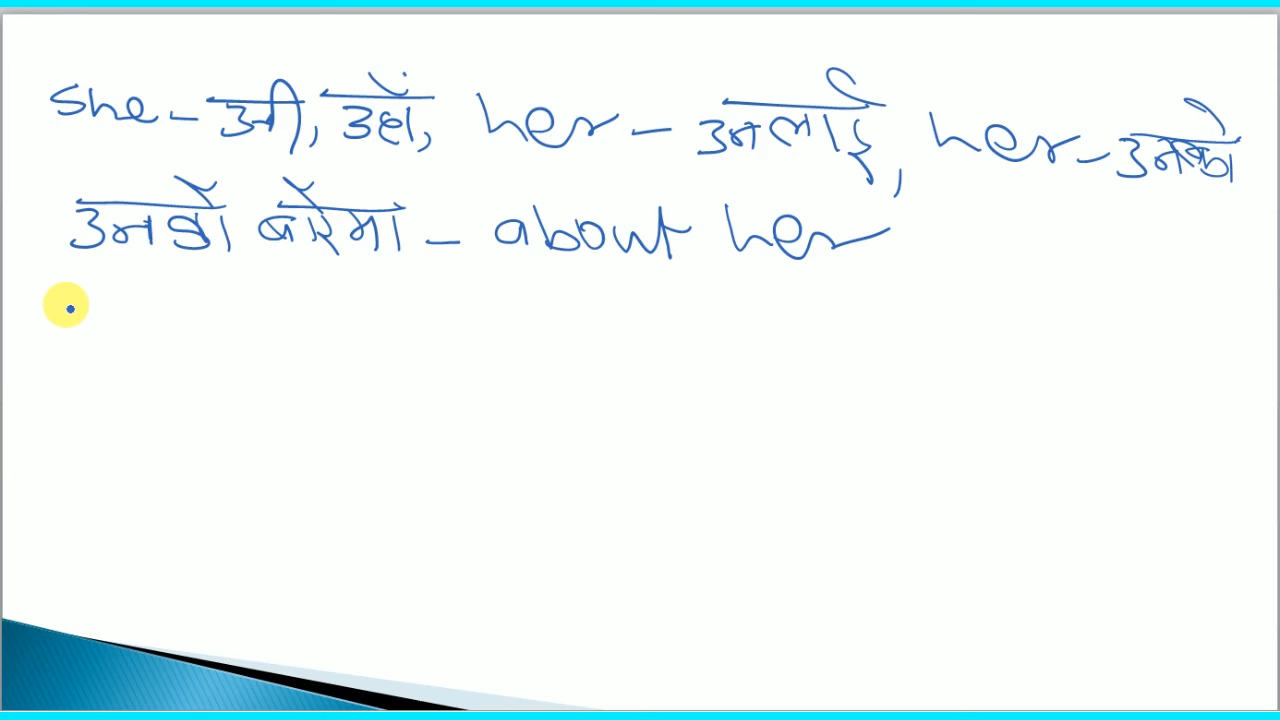 She - उनी, उहाँ, her - उनलाई, her - उनको
उनको बारेमा - about her